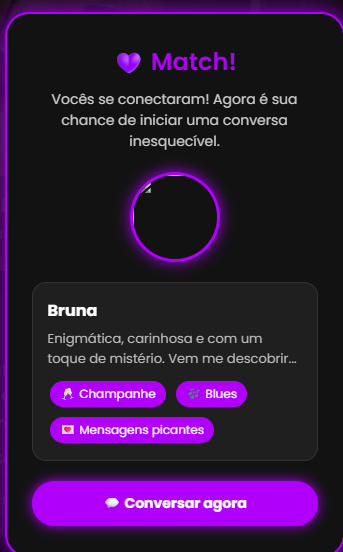 Match!
Vocês se conectaram! Agora é sua
chance de iniciar uma conversa
inesquecível.
Bruna
Enigmática, carinhosa e com um
toque de mistério. Vem me descobrir...
Champanhe
Blues
Mensagens picantes
Conversar agora